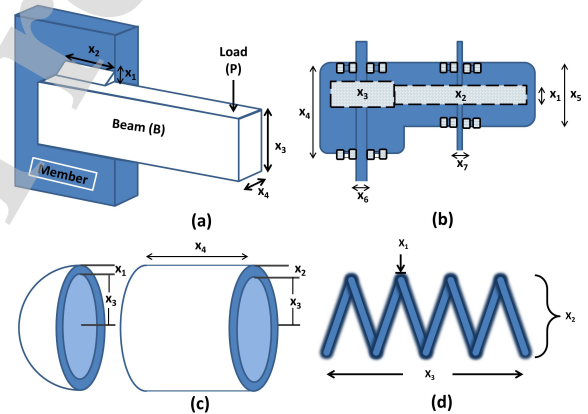 x2
x1
Load
(P)
Beam (B)
x3
x4
Member
(a)
x3
x2
x1
x5
x4
x7
x6
(b)
x1
x3
x4
x2
x3
(c)
X1
X2
X3
(d)